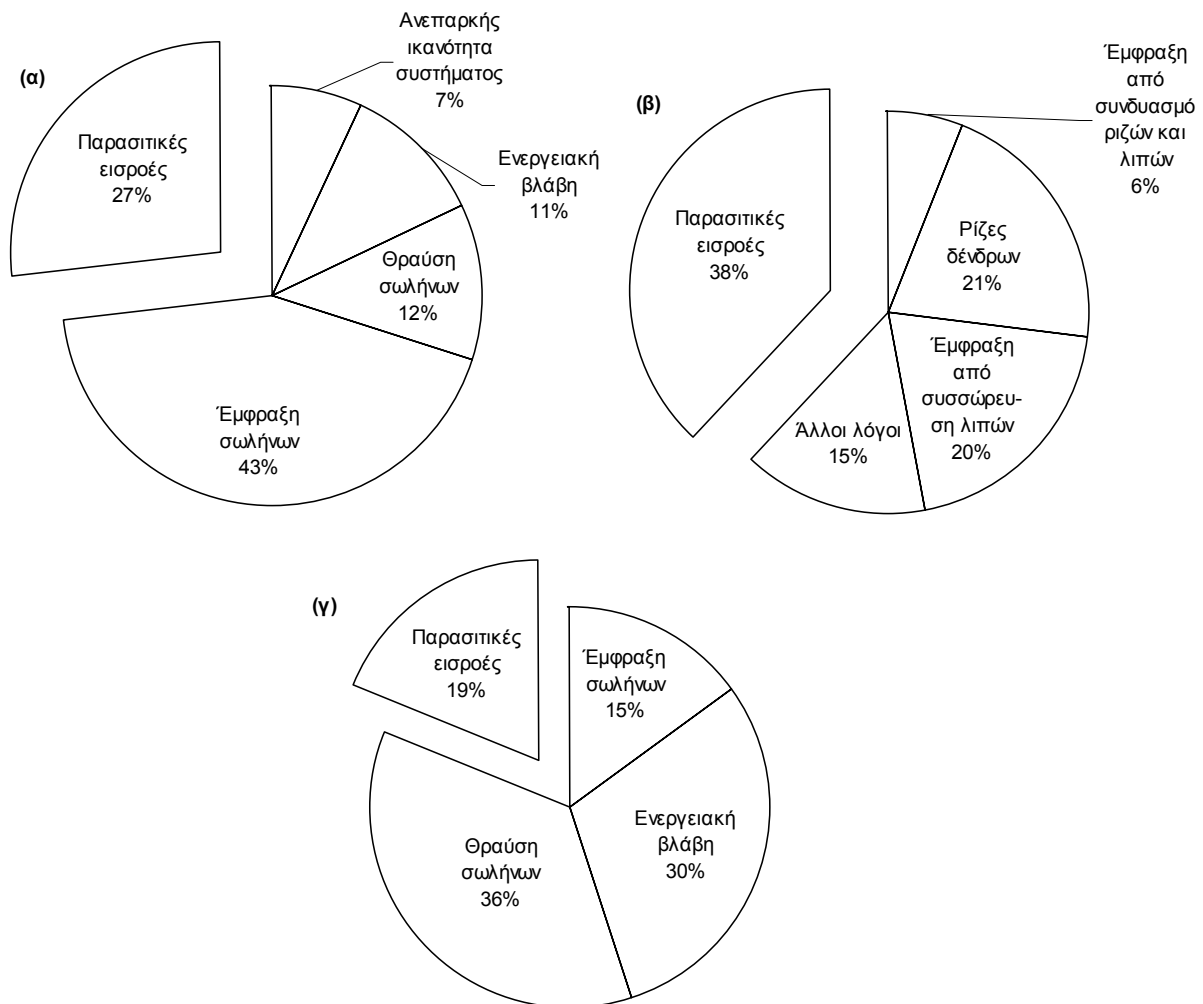 (α)
Ανεπαρκής
ικανότητα
συστήματος
7%
Ενεργειακή
βλάβη
11%
Θραύση
σωλήνων
12%
Έμφραξη
σωλήνων
43%
Παρασιτικές
εισροές
27%
(β)
Έμφραξη
από
συνδυασμό
ριζών και
λιπών
6%
Ρίζες
δένδρων
21%
Έμφραξη
από
συσσώρευ-
ση λιπών
20%
Άλλοι λόγοι
15%
Παρασιτικές
εισροές
38%
(γ)
Έμφραξη
σωλήνων
15%
Ενεργειακή
βλάβη
30%
Θραύση
σωλήνων
36%
Παρασιτικές
εισροές
19%